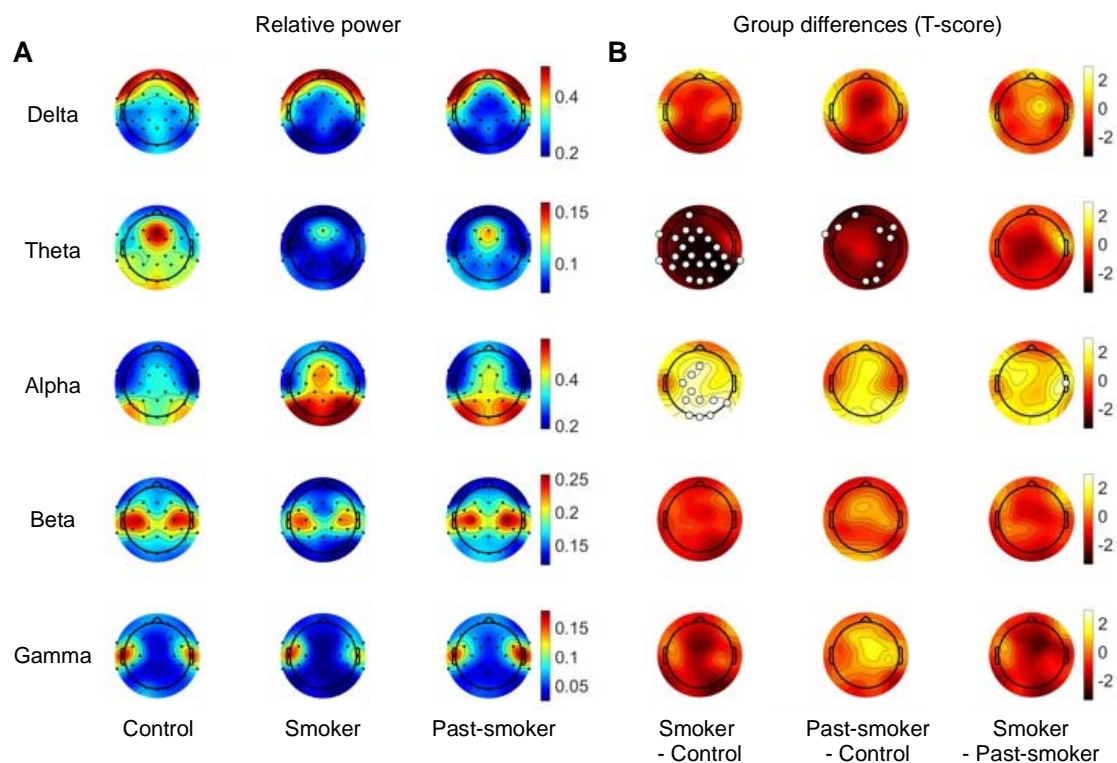 Relative power
Group differences (T-score)
A
B
Delta
0.4
0.2
2
0
-2
Theta
0.15
0.1
2
0
-2
Alpha
0.4
0.2
2
0
-2
Beta
0.25
0.2
0.15
2
0
-2
Gamma
0.15
0.1
0.05
2
0
-2
Control
Smoker
Past-smoker
Smoker
- Control
Past-smoker
- Control
Smoker
- Past-smoker